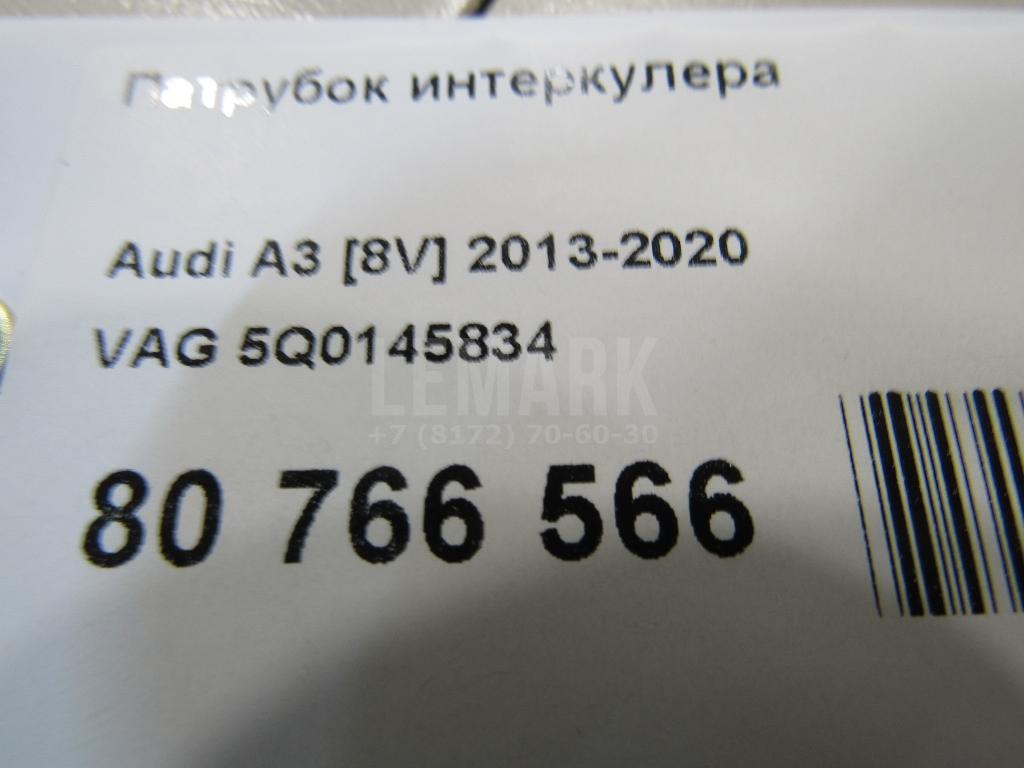 Патрубок интеркулера
Audi A3 [8V] 2013-2020
VAG 5Q0145834
LEMARK
+7 (8172) 70-60-30
80 766 566